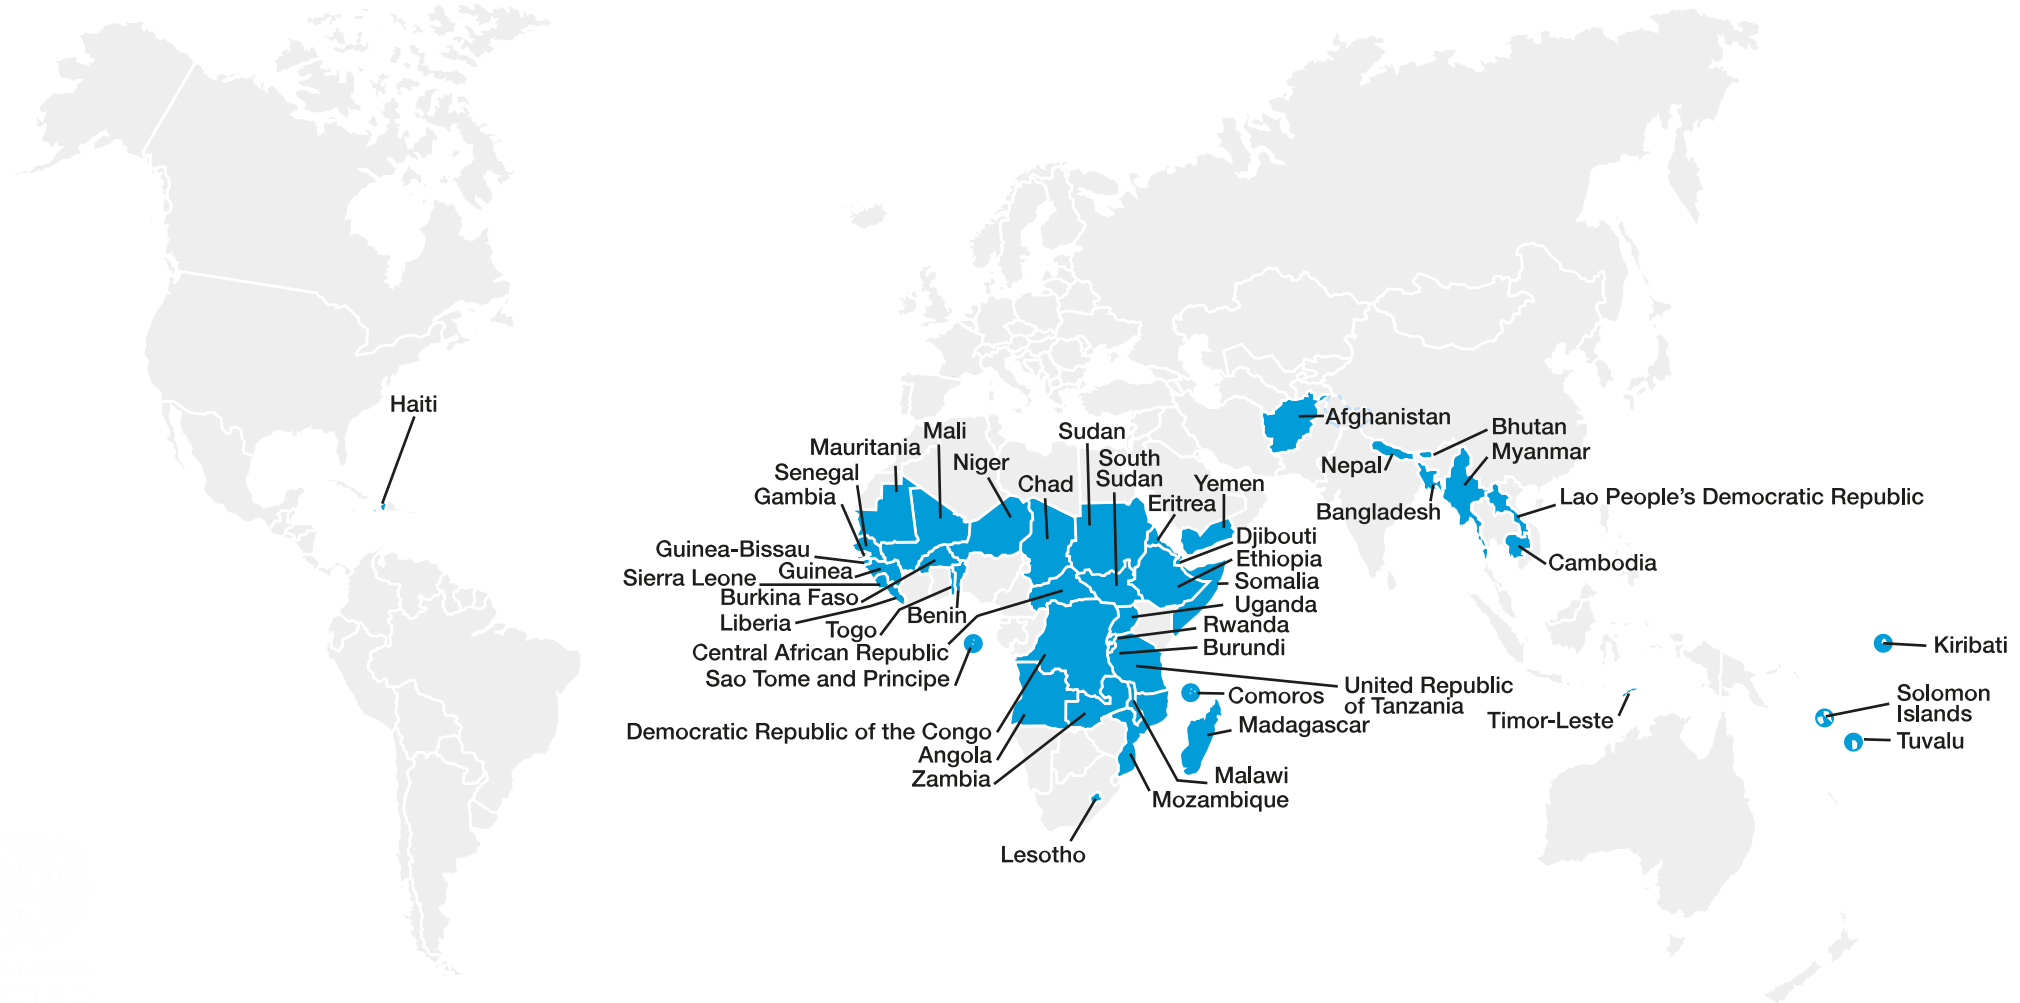 Haiti
Mauritania
Mali
Senegal
Niger
Gambia
Chad
Sudan
South
Sudan
Yemen
Eritrea
Djibouti
Ethiopia
Somalia
Uganda
Rwanda
Burundi
Guinea-Bissau
Guinea
Sierra Leone
Burkina Faso
Liberia
Togo
Benin
Central African Republic
Sao Tome and Principe
Democratic Republic of the Congo
Angola
Zambia
Lesotho
Comoros
Madagascar
United Republic
of Tanzania
Malawi
Mozambique
Afghanistan
Nepal
Bhutan
Myanmar
Bangladesh
Lao People’s Democratic Republic
Cambodia
Timor-Leste
Kiribati
Solomon
Islands
Tuvalu